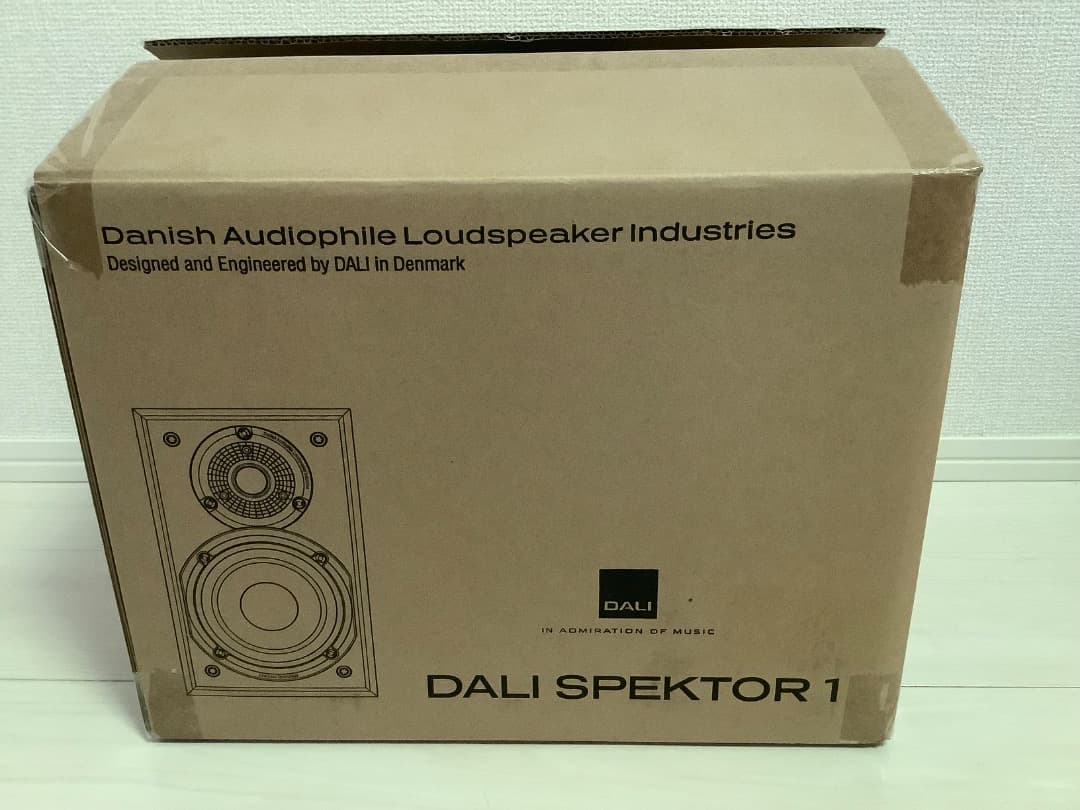 Danish Audiophile Loudspeaker Industries
Designed and Engineered by DALI in Denmark
DALI
IN ADMIRATION OF MUSIC
DALI SPEKTOR 1